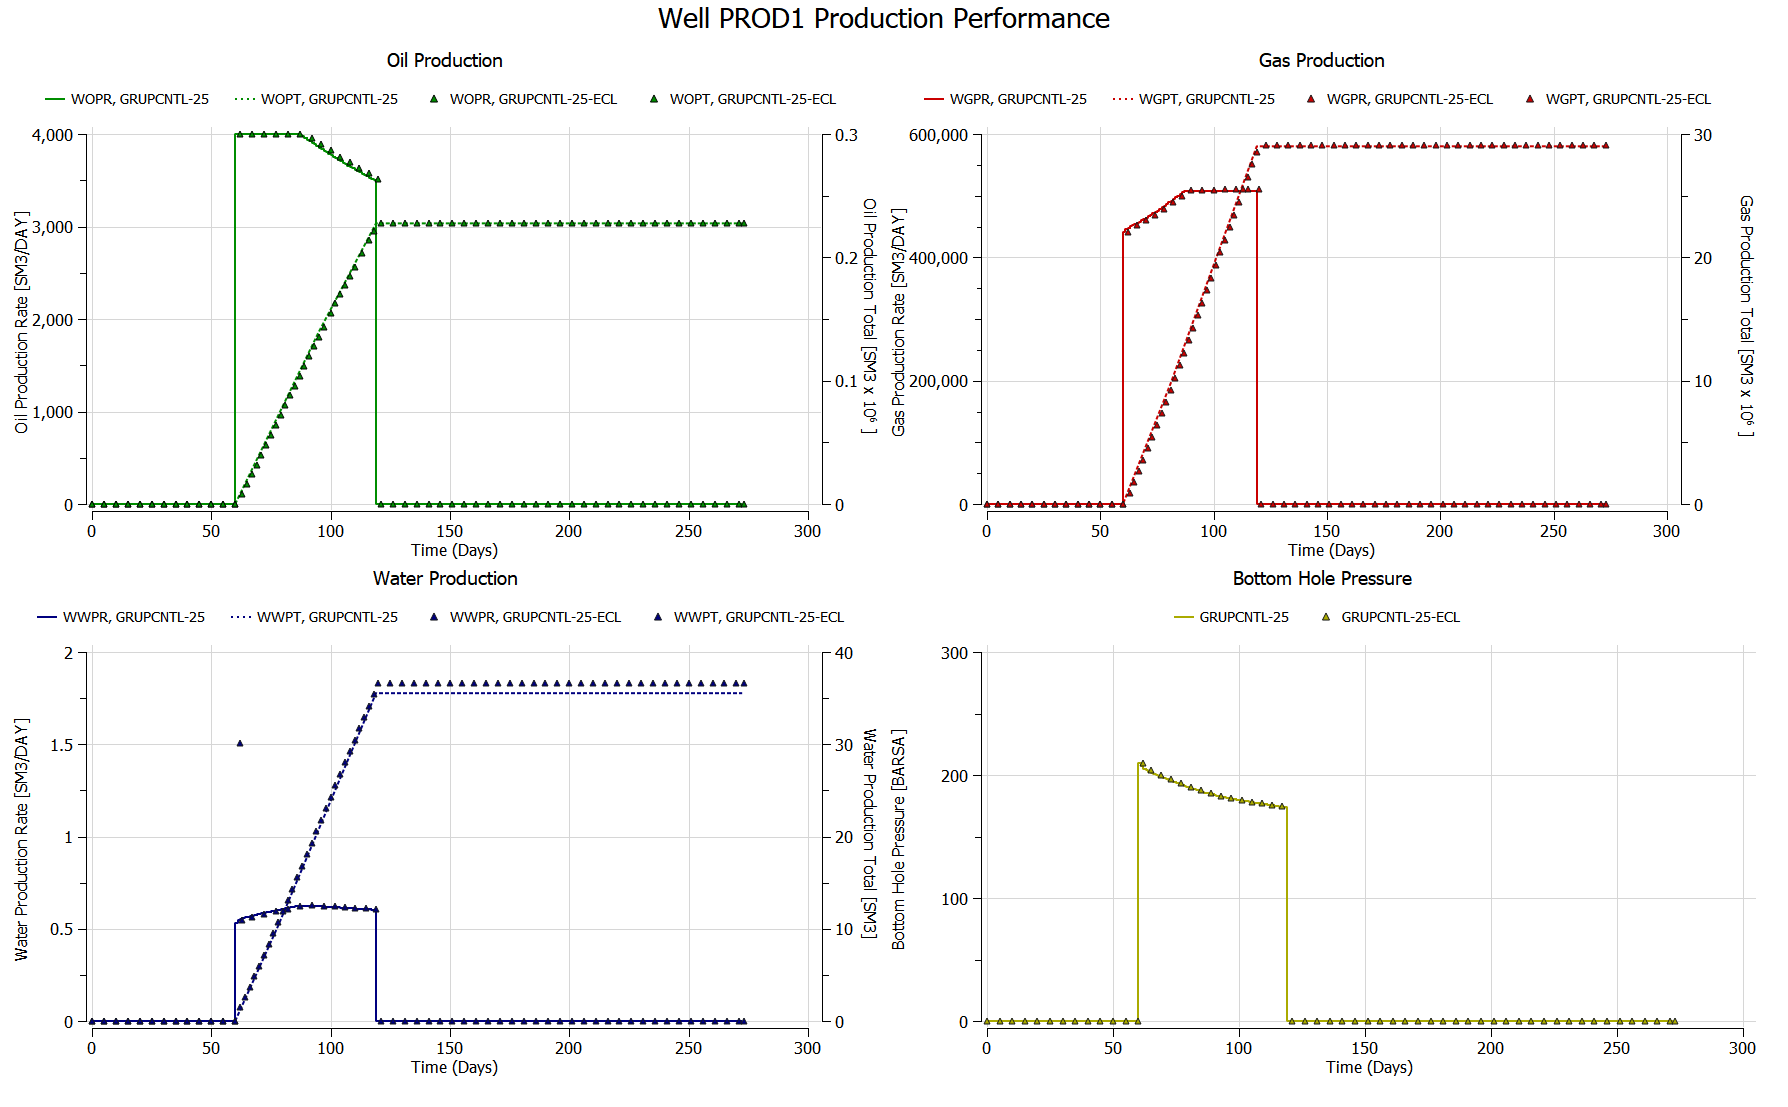 Well PROD1 Production Performance
Oil Production
WOPR, GRUPCNTL-25 WOPT, GRUPCNTL-25 WOPR, GRUPCNTL-25-ECL WOPT, GRUPCNTL-25-ECL
Oil Production Rate [SM3/DAY]
4,000
3,000
2,000
1,000
0
0.3
0.2
0.1
0
Oil Production Total [SM3 x 10⁶ ]
0 50 100 150 200 250 300
Time (Days)
Gas Production
WGPR, GRUPCNTL-25 WGPT, GRUPCNTL-25 WGPR, GRUPCNTL-25-ECL WGPT, GRUPCNTL-25-ECL
Gas Production Rate [SM3/DAY]
600,000
400,000
200,000
0
30
20
10
0
Gas Production Total [SM3 x 10⁶ ]
0 50 100 150 200 250 300
Time (Days)
Water Production
WWPR, GRUPCNTL-25 WWPT, GRUPCNTL-25 WWPR, GRUPCNTL-25-ECL WWPT, GRUPCNTL-25-ECL
Water Production Rate [SM3/DAY]
2
1.5
1
0.5
0
40
30
20
10
0
Water Production Total [SM3]
0 50 100 150 200 250 300
Time (Days)
Bottom Hole Pressure
GRUPCNTL-25 GRUPCNTL-25-ECL
Bottom Hole Pressure [BARSA]
300
200
100
0
0 50 100 150 200 250 300
Time (Days)